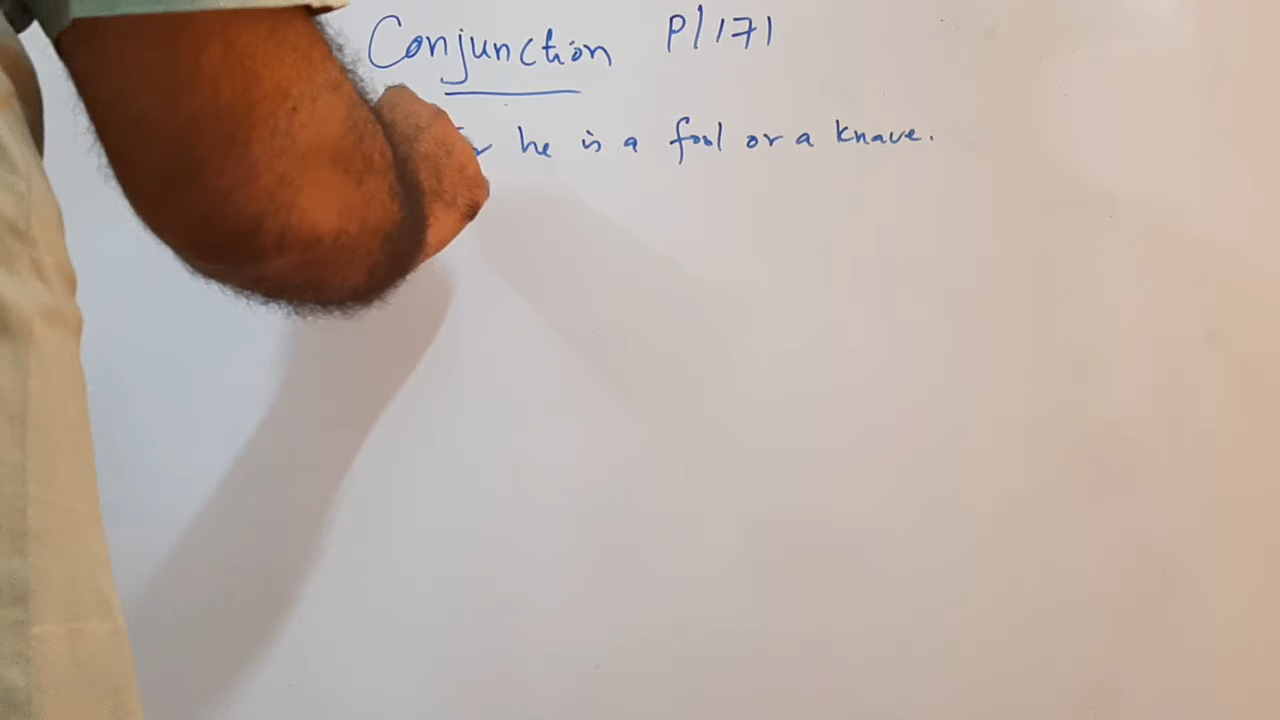 Conjunction P/171
he is a fool or a knave.